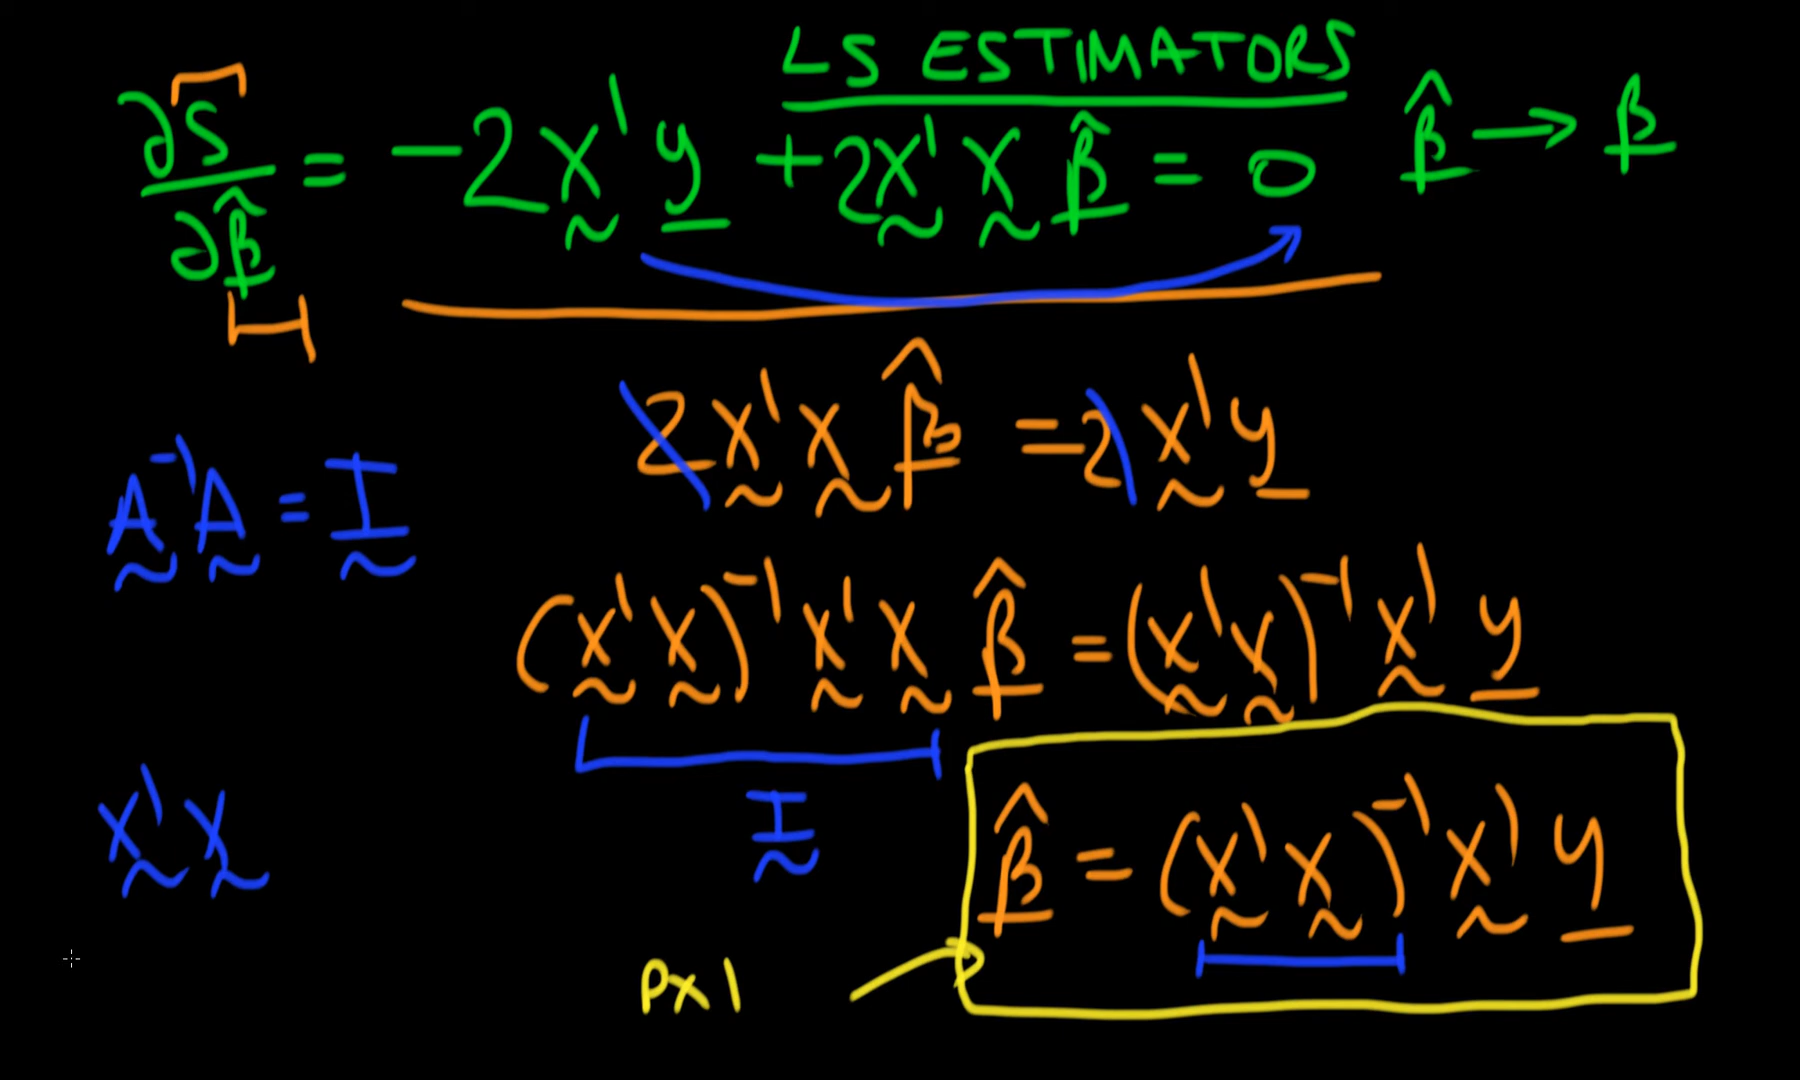 LS ESTIMATORS
∂S/∂β̂ = -2X'y + 2X'Xβ̂ = 0
β̂ → β
2X'Xβ̂ = 2X'y
A⁻¹A = I
(X'X)⁻¹X'Xβ̂ = (X'X)⁻¹X'y
I
X'X
β̂ = (X'X)⁻¹X'y
px1